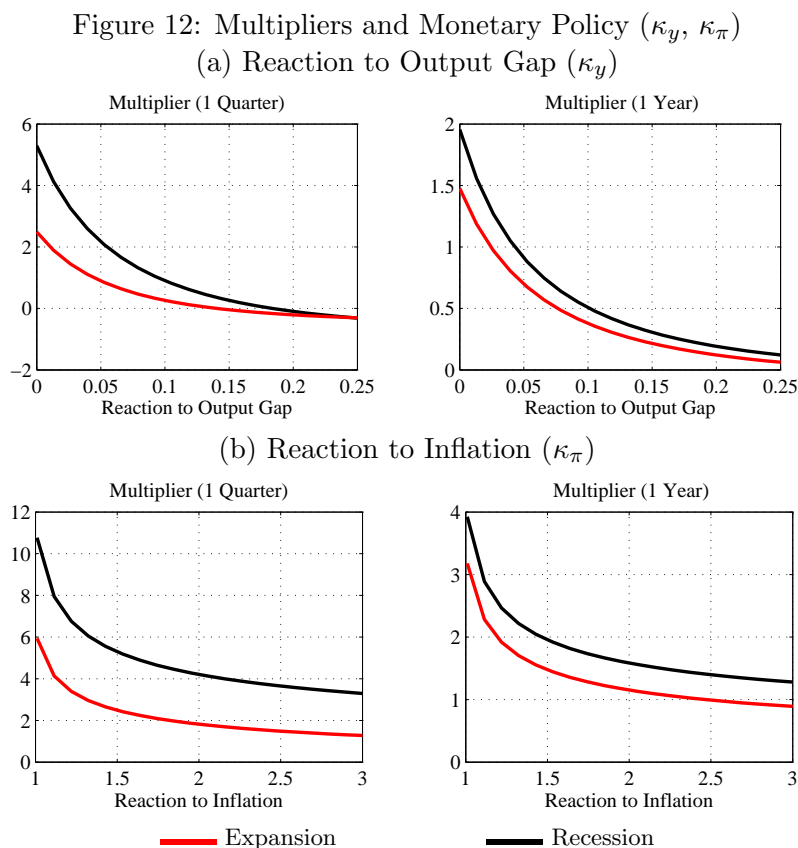 Figure 12: Multipliers and Monetary Policy (κy, κπ)
(a) Reaction to Output Gap (κy)
Multiplier (1 Quarter)
6
4
2
0
−2
0 0.05 0.1 0.15 0.2 0.25
Reaction to Output Gap
Multiplier (1 Year)
2
1.5
1
0.5
0
0 0.05 0.1 0.15 0.2 0.25
Reaction to Output Gap
(b) Reaction to Inflation (κπ)
Multiplier (1 Quarter)
12
10
8
6
4
2
0
1 1.5 2 2.5 3
Reaction to Inflation
Multiplier (1 Year)
4
3
2
1
0
1 1.5 2 2.5 3
Reaction to Inflation
Expansion
Recession